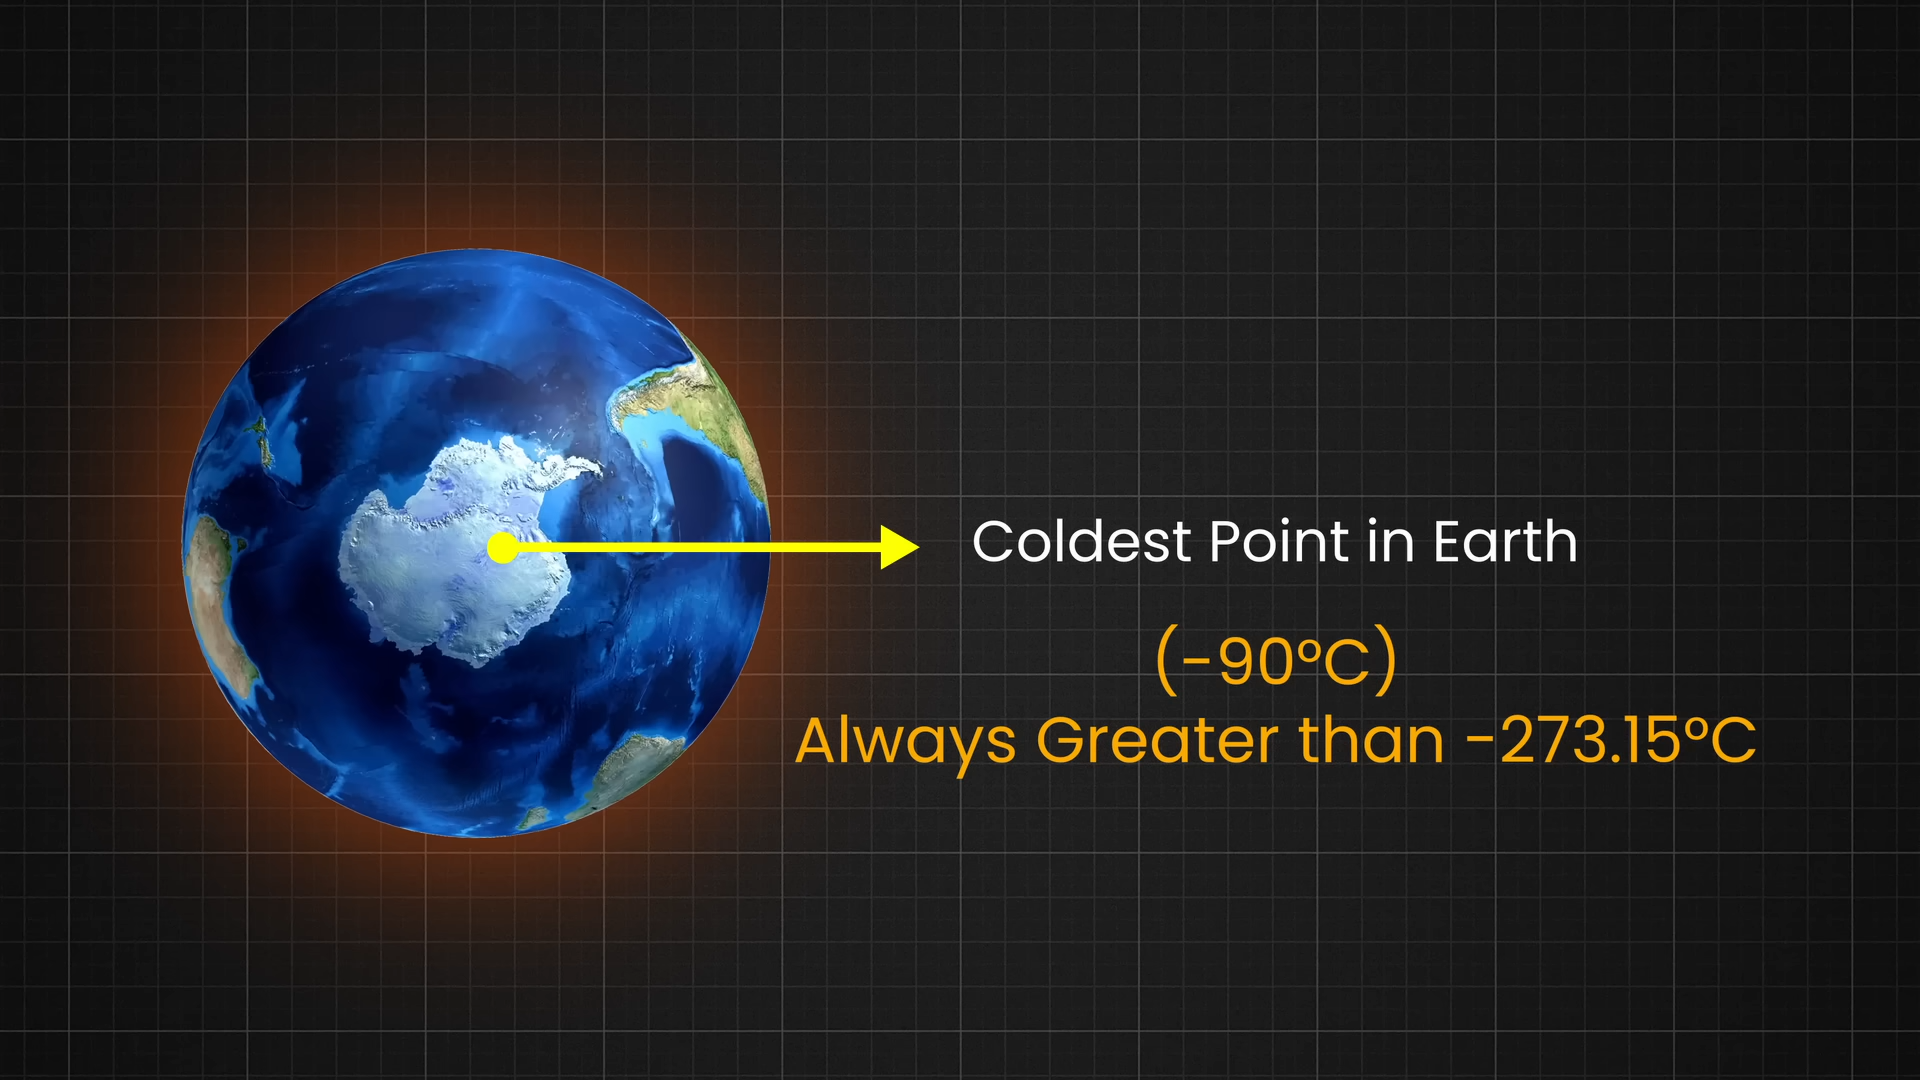 Coldest Point in Earth
(-90°C)
Always Greater than -273.15°C